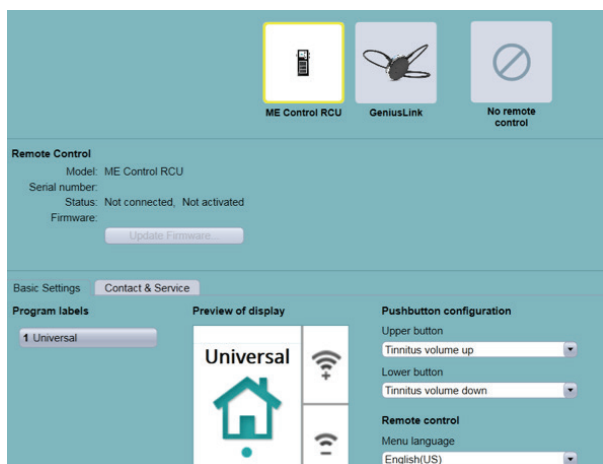 ME Control RCU
GeniusLink
No remote
control
Remote Control
Model: ME Control RCU
Serial number:
Status: Not connected, Not activated
Firmware:
Update Firmware...
Basic Settings
Contact & Service
Program labels
Preview of display
Pushbutton configuration
1 Universal
Universal
+
−
Upper button
Tinnitus volume up
Lower button
Tinnitus volume down
Remote control
Menu language
English(US)